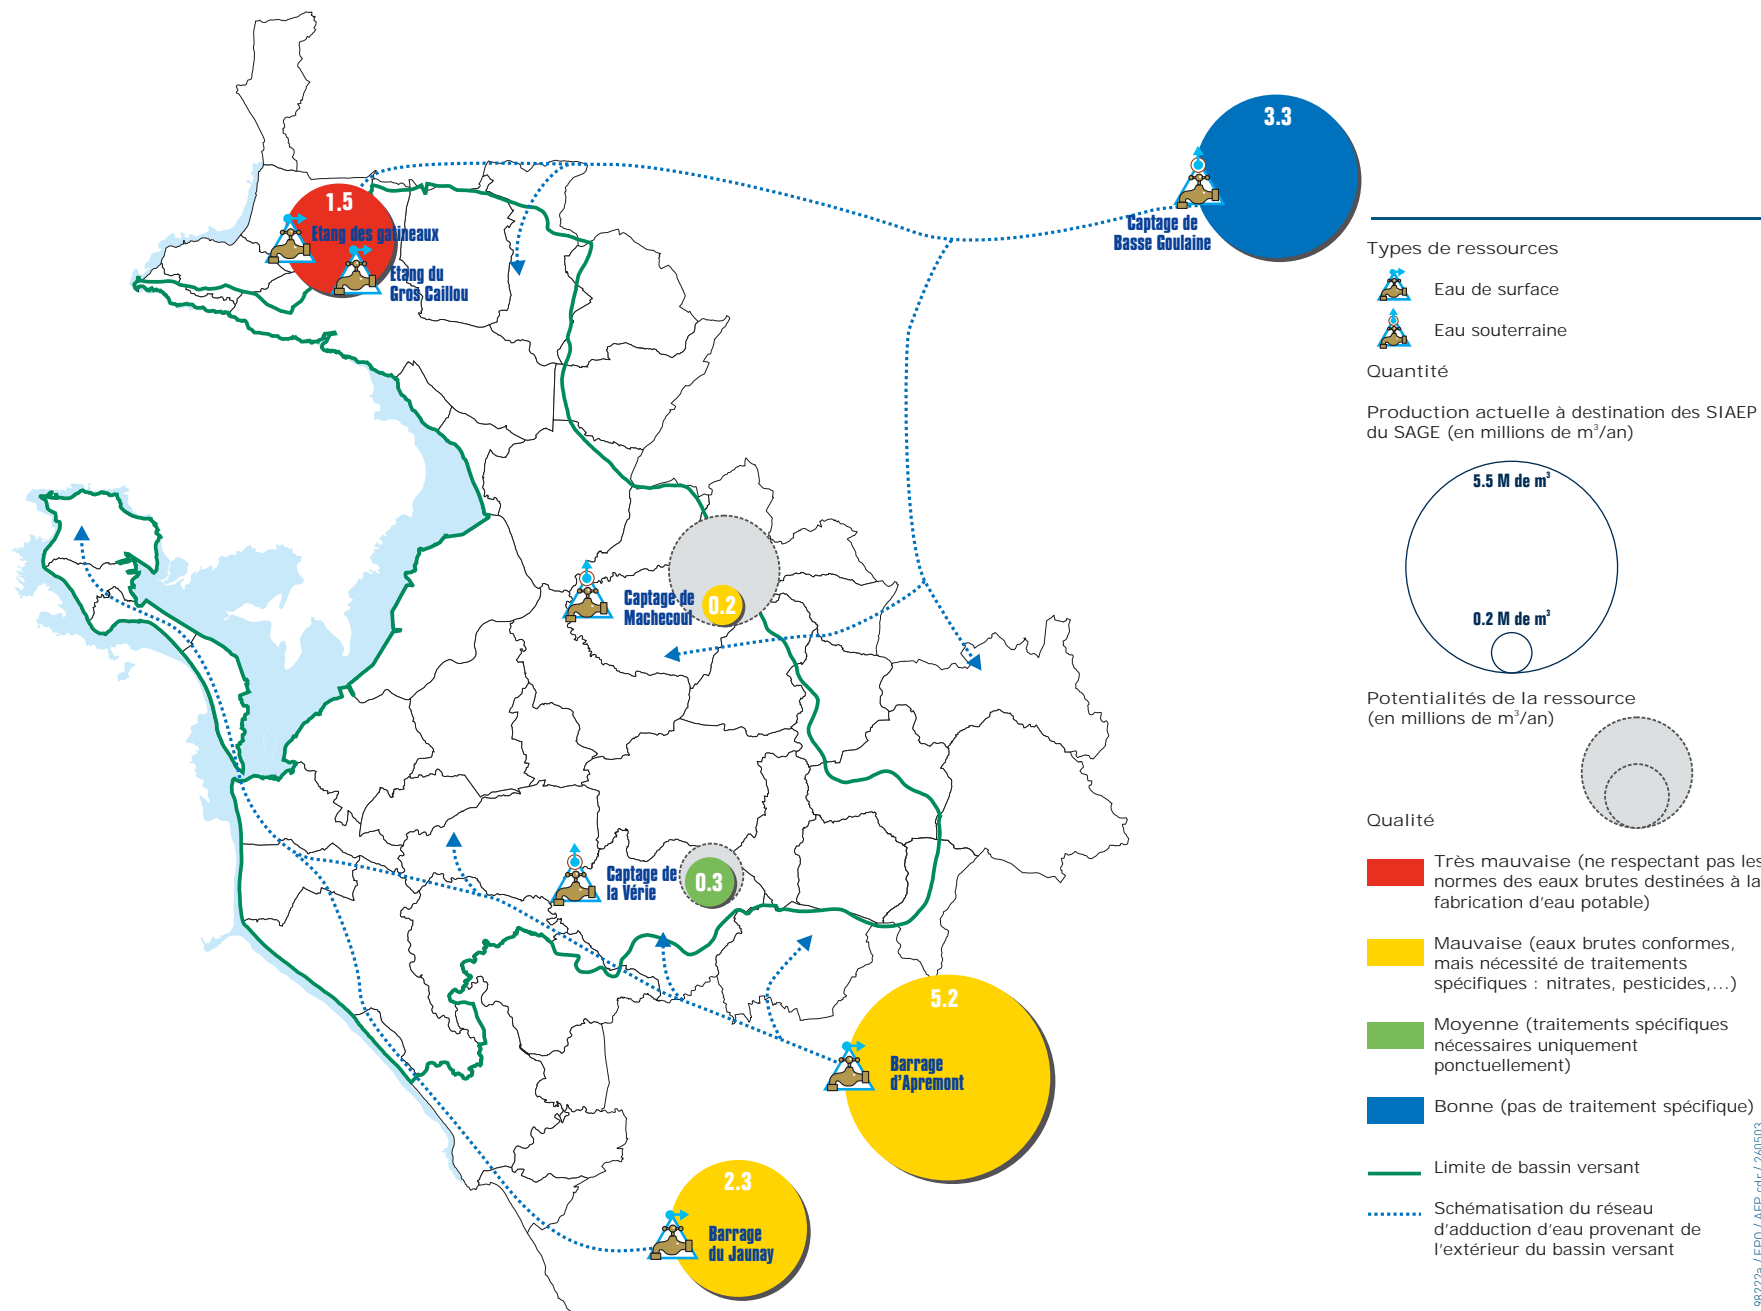 3.3
1.5
Etang des gatineaux
Etang du
Gros Caillou
Captage de
Basse Goulaine
Captage de
Machecoul
0.2
Captage de
la Vérie
0.3
5.2
Barrage
d'Apremont
2.3
Barrage
du Jaunay
Types de ressources
Eau de surface
Eau souterraine
Quantité
Production actuelle à destination des SIAEP
du SAGE (en millions de m³/an)
5.5 M de m³
0.2 M de m³
Potentialités de la ressource
(en millions de m³/an)
Qualité
Très mauvaise (ne respectant pas les
normes des eaux brutes destinées à la
fabrication d'eau potable)
Mauvaise (eaux brutes conformes,
mais nécessité de traitements
spécifiques : nitrates, pesticides,...)
Moyenne (traitements spécifiques
nécessaires uniquement
ponctuellement)
Bonne (pas de traitement spécifique)
Limite de bassin versant
Schématisation du réseau
d'adduction d'eau provenant de
l'extérieur du bassin versant
98222a / EPO / AEP.cdr / 260503